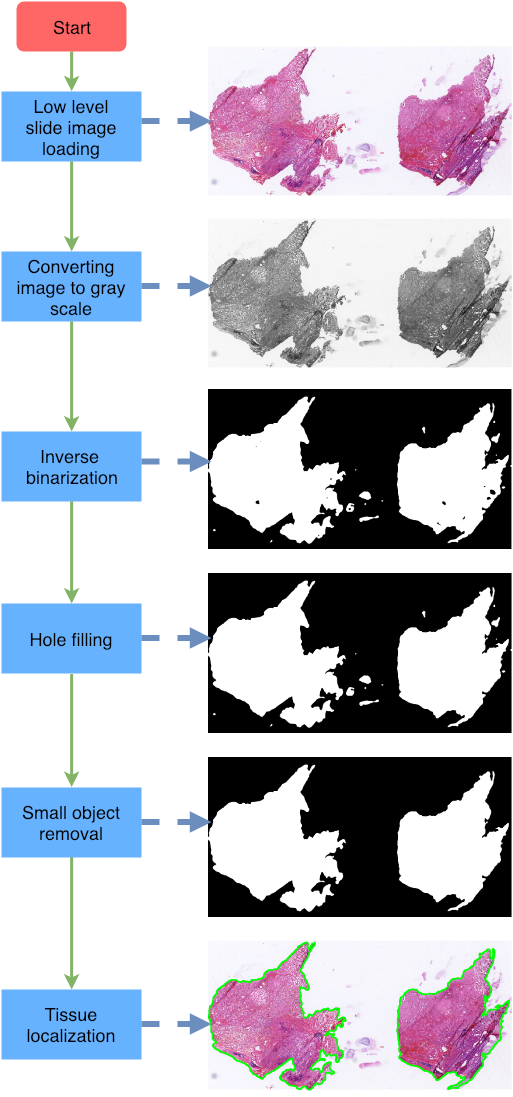 Start
Low level
slide image
loading
Converting
image to gray
scale
Inverse
binarization
Hole filling
Small object
removal
Tissue
localization